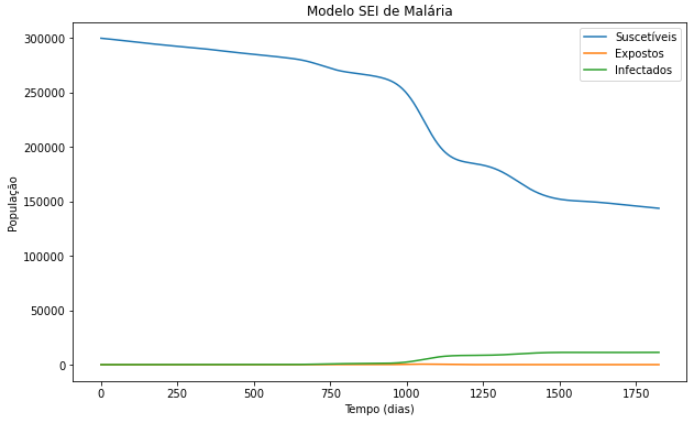 Modelo SEI de Malária
Suscetíveis
Expostos
Infectados
População
300000
250000
200000
150000
100000
50000
0
0 250 500 750 1000 1250 1500 1750
Tempo (dias)